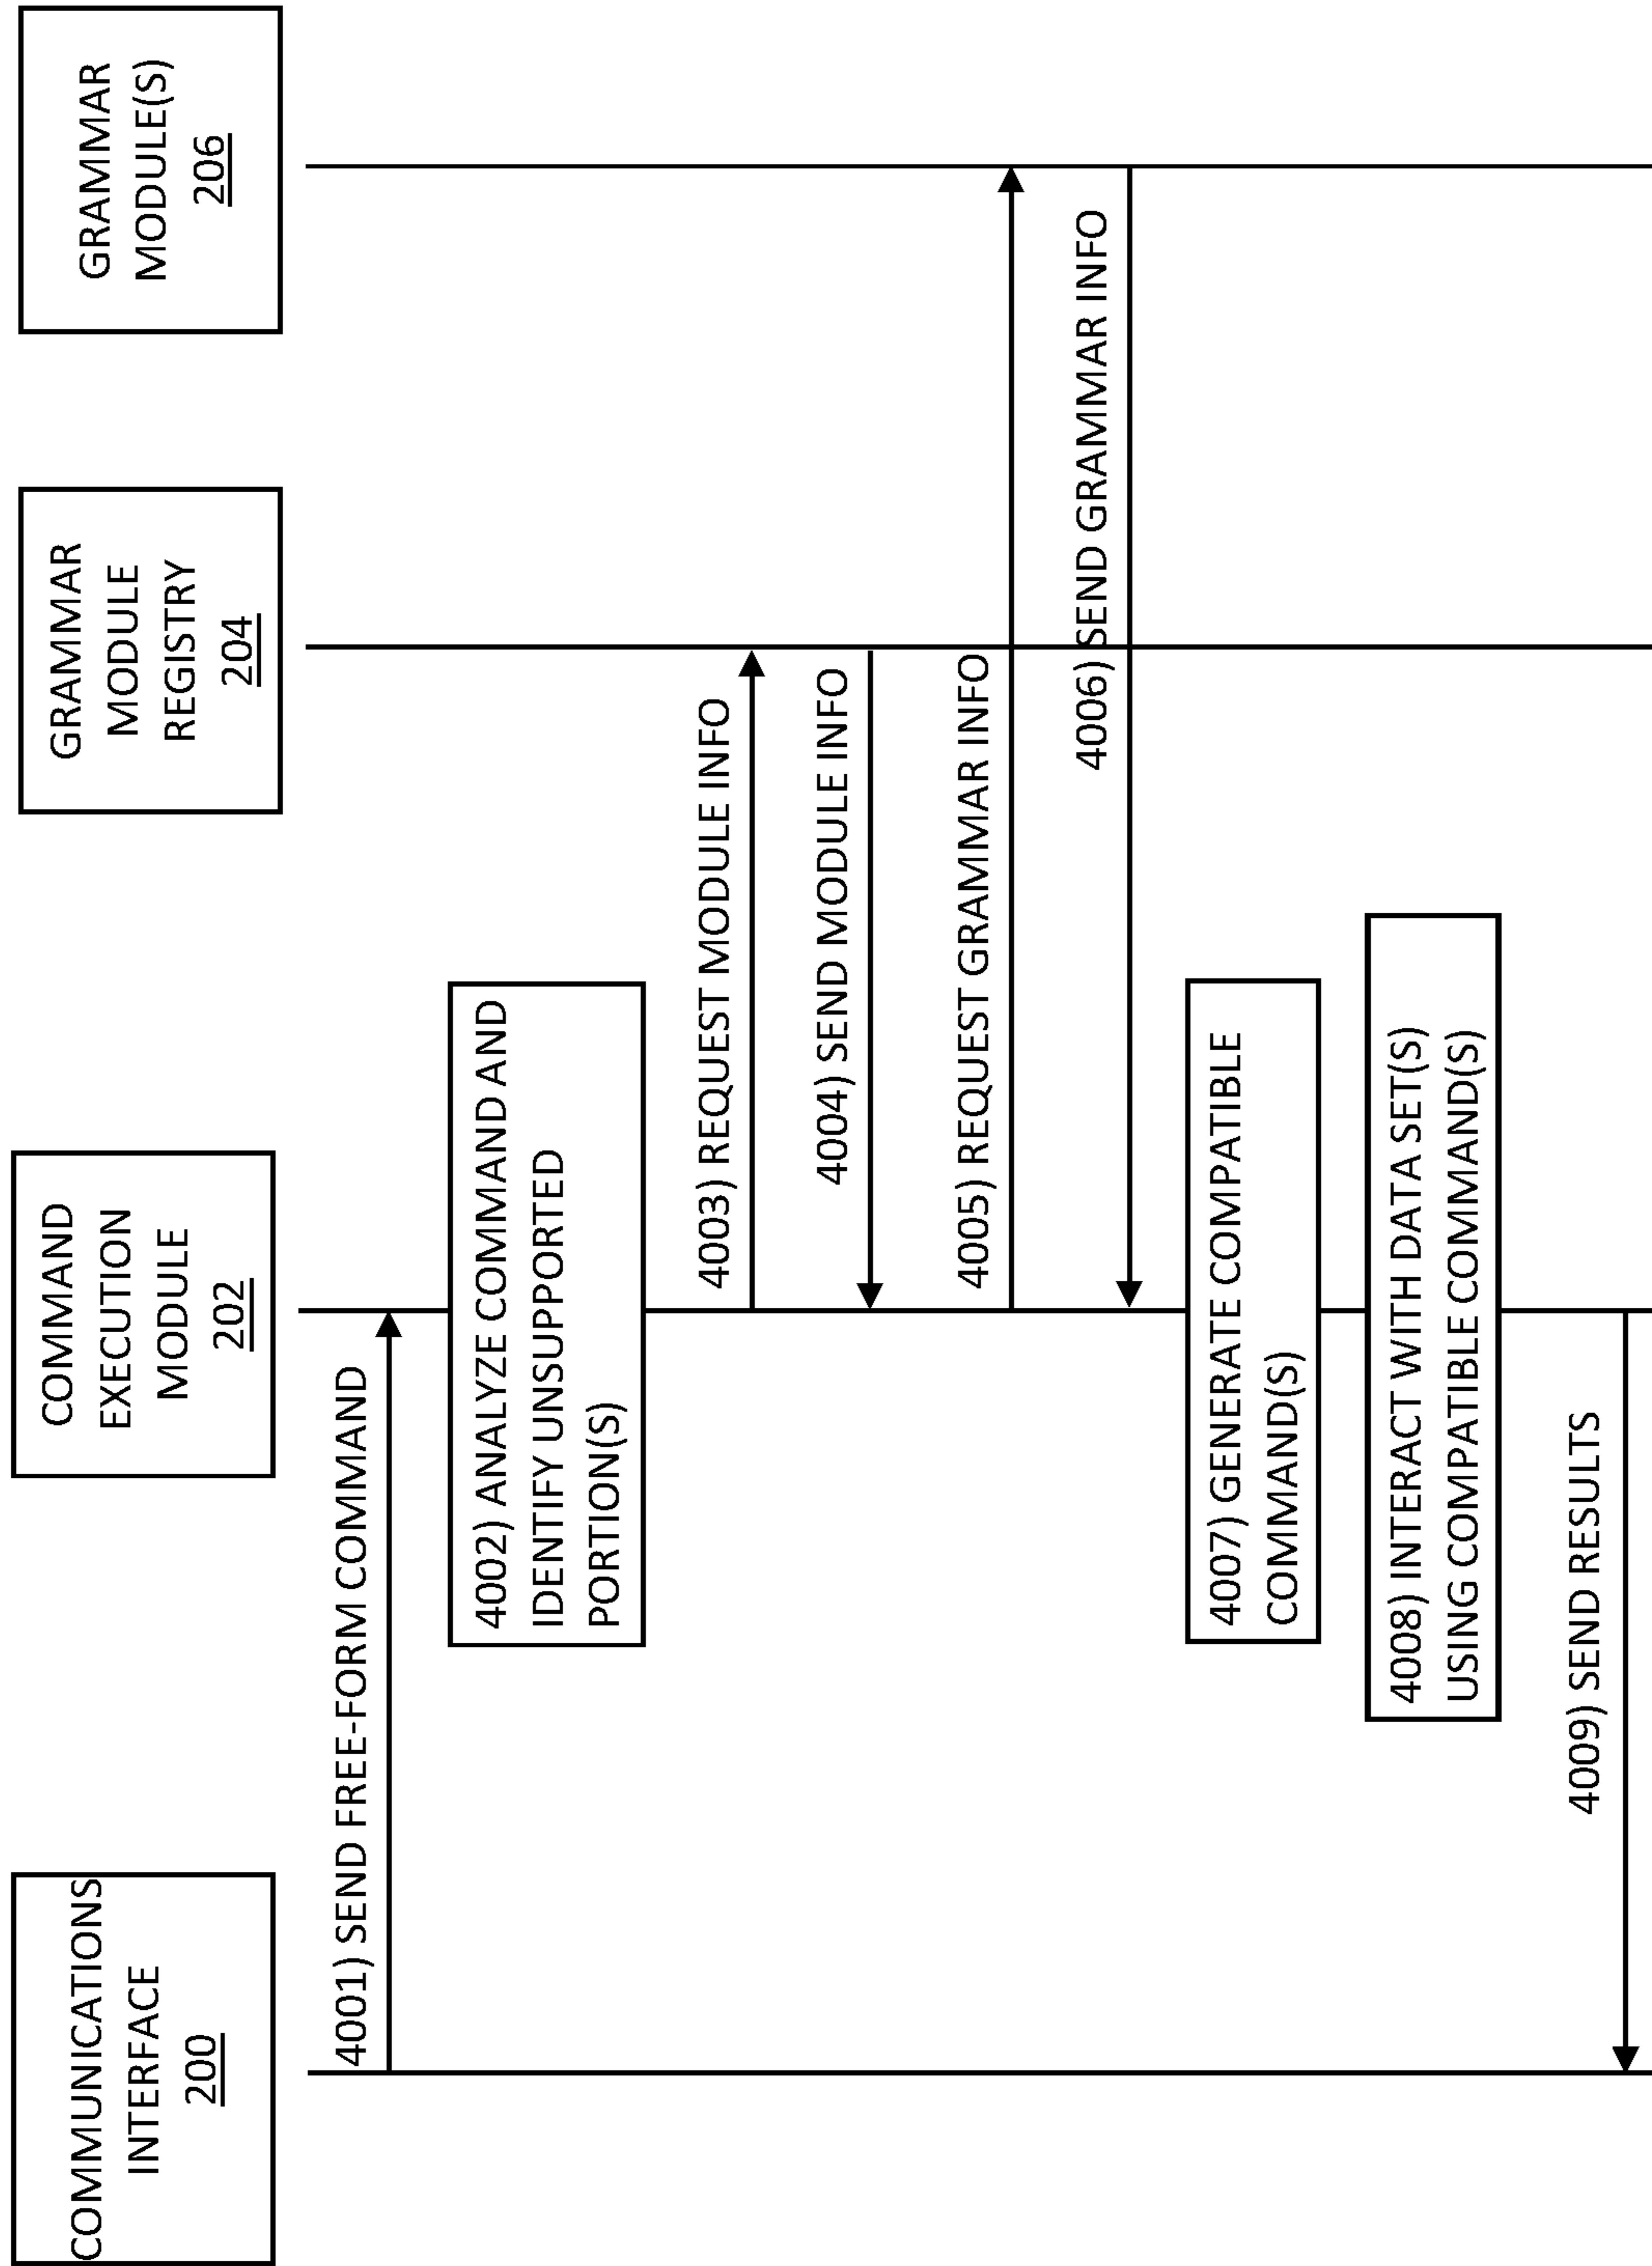 COMMUNICATIONS
INTERFACE
200
COMMAND
EXECUTION
MODULE
202
GRAMMAR
MODULE
REGISTRY
204
GRAMMAR
MODULE(S)
206
4001) SEND FREE-FORM COMMAND
4002) ANALYZE COMMAND AND
IDENTIFY UNSUPPORTED
PORTION(S)
4003) REQUEST MODULE INFO
4004) SEND MODULE INFO
4005) REQUEST GRAMMAR INFO
4006) SEND GRAMMAR INFO
4007) GENERATE COMPATIBLE
COMMAND(S)
4008) INTERACT WITH DATA SET(S)
USING COMPATIBLE COMMAND(S)
4009) SEND RESULTS